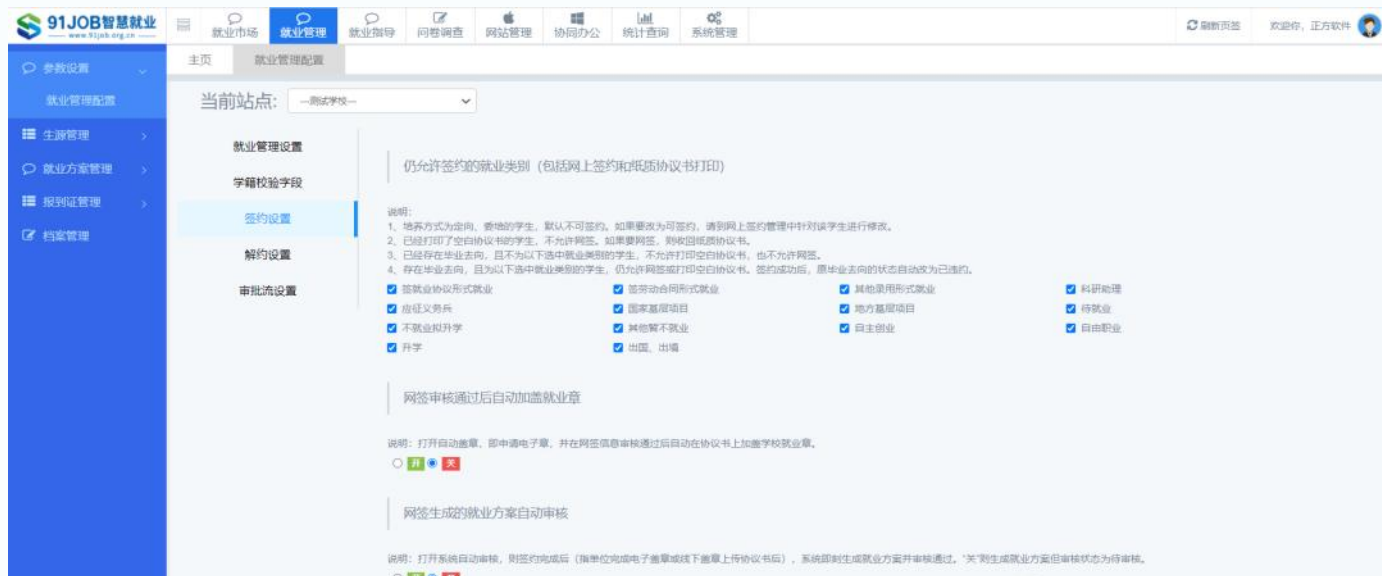 91JOB智慧就业
www.91job.org.cn
就业市场
就业管理
就业指导
问卷调查
网站管理
协同办公
统计查询
系统管理
刷新页签
欢迎你，正方软件
参数设置
就业管理配置
生源管理
就业方案管理
报到证管理
档案管理
主页
就业管理配置
当前站点:
---测试学校---
就业管理设置
学籍校验字段
签约设置
解约设置
审批流设置
仍允许签约的就业类别（包括网上签约和纸质协议书打印）
说明:
1、培养方式为定向、委培的学生，默认不可签约。如果要改为可签约，请到网上签约管理中针对该学生进行修改。
2、已经打印了空白协议书的学生，不允许网签。如果要网签，则收回纸质协议书。
3、已经存在毕业去向，且不为以下选中就业类别的学生，不允许打印空白协议书，也不允许网签。
4、存在毕业去向，且为以下选中就业类别的学生，仍允许网签或打印空白协议书。签约成功后，原毕业去向的状态自动改为已违约。
签就业协议形式就业
签劳动合同形式就业
其他录用形式就业
科研助理
应征义务兵
国家基层项目
地方基层项目
待就业
不就业拟升学
其他暂不就业
自主创业
自由职业
升学
出国、出境
网签审核通过后自动加盖就业章
说明：打开自动盖章，即申请电子章，并在网签信息审核通过后自动在协议书上加盖学校就业章。
开 关
网签生成的就业方案自动审核
说明：打开系统自动审核，则签约完成后（指单位完成电子盖章或线下盖章上传协议书后），系统即刻生成就业方案并审核通过。"关"则生成就业方案但审核状态为待审核。